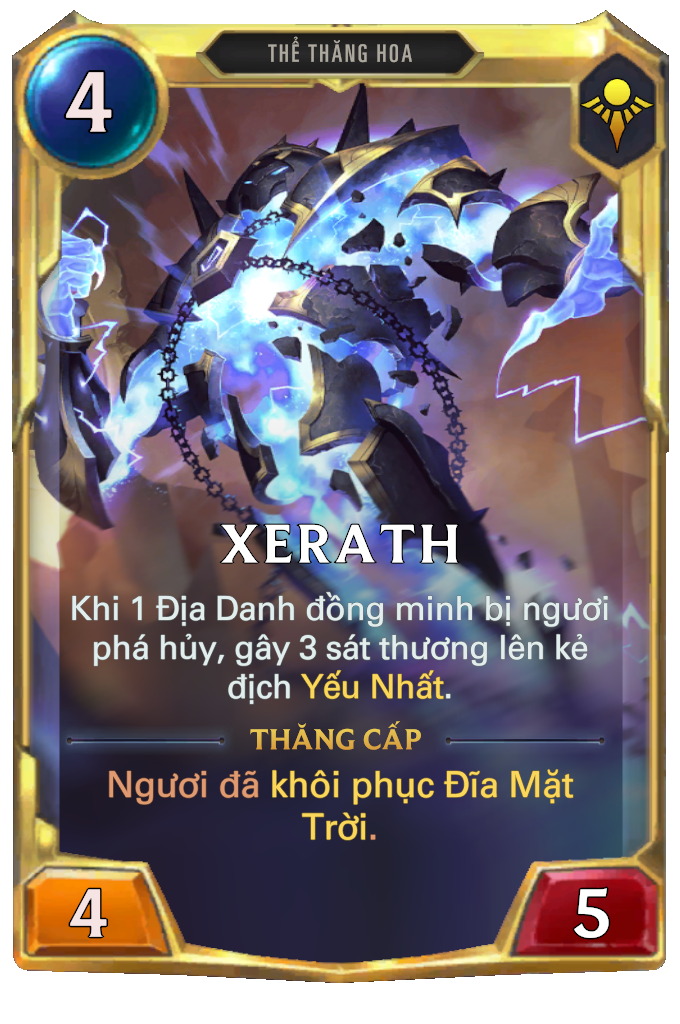 THỂ THĂNG HOA
4
XERATH
Khi 1 Địa Danh đồng minh bị ngươi
phá hủy, gây 3 sát thương lên kẻ
địch Yếu Nhất.
THĂNG CẤP
Ngươi đã khôi phục Đĩa Mặt
Trời.
4
5